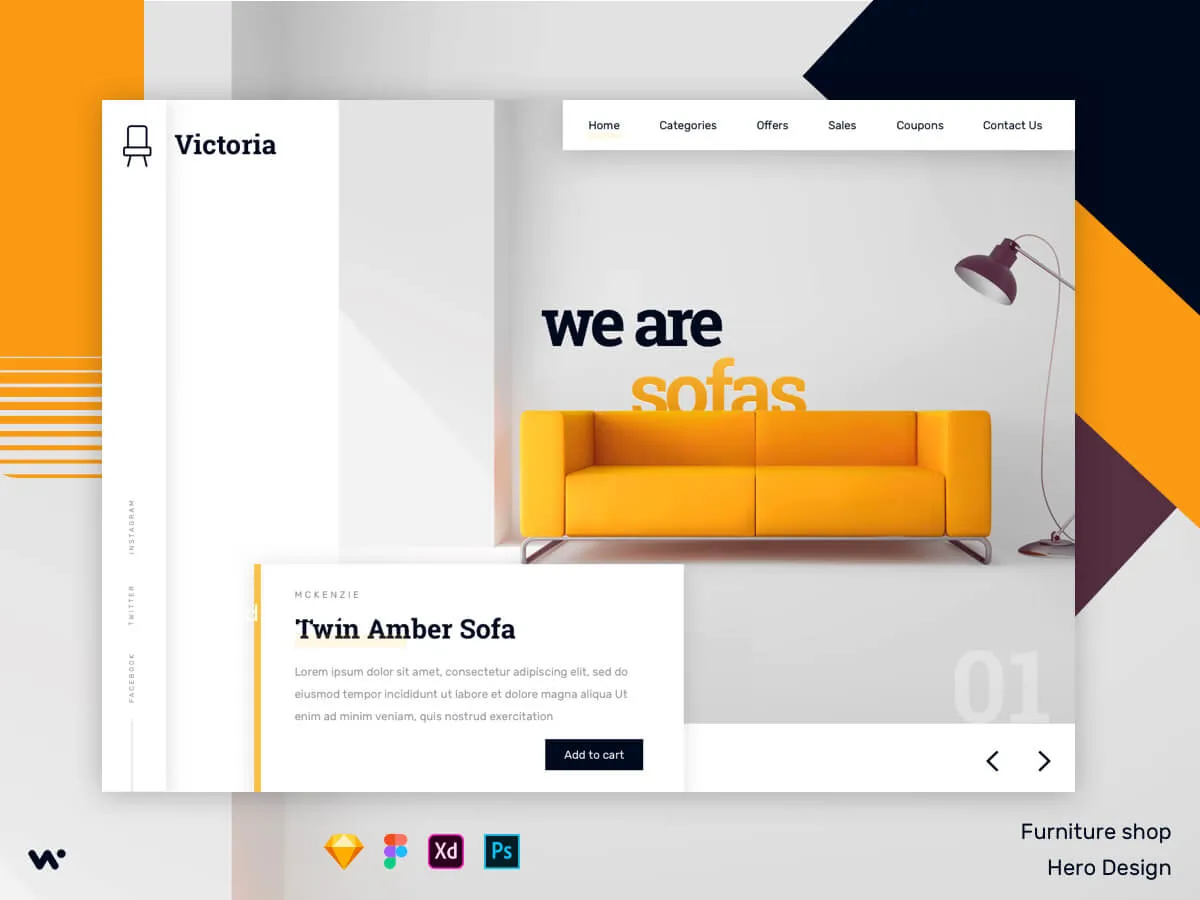 Victoria
Home
Categories
Offers
Sales
Coupons
Contact Us
we are
sofas
INSTAGRAM
TWITTER
FACEBOOK
MCKENZIE
Twin Amber Sofa
Lorem ipsum dolor sit amet, consectetur adipiscing elit, sed do
eiusmod tempor incididunt ut labore et dolore magna aliqua Ut
enim ad minim veniam, quis nostrud exercitation
Add to cart
01
Xd
Ps
Furniture shop
Hero Design